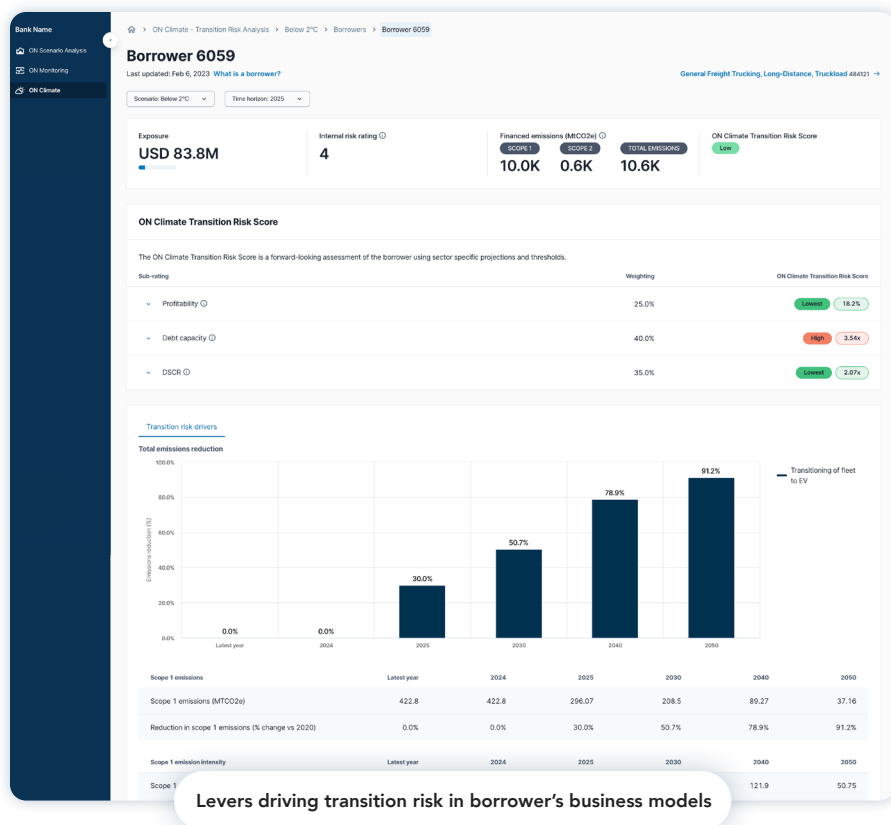 Bank Name
ON Scenario Analysis
ON Monitoring
ON Climate
ON Climate - Transition Risk Analysis > Below 2°C > Borrowers > Borrower 6059
Borrower 6059
Last updated: Feb 6, 2023 What is a borrower?
General Freight Trucking, Long-Distance, Truckload 484121 →
Scenario: Below 2°C
Time horizon: 2025
Exposure
USD 83.8M
Internal risk rating
4
Financed emissions (MtCO2e)
SCOPE 1 SCOPE 2 TOTAL EMISSIONS
10.0K 0.6K 10.6K
ON Climate Transition Risk Score
Low
ON Climate Transition Risk Score
The ON Climate Transition Risk Score is a forward-looking assessment of the borrower using sector specific projections and thresholds.
Sub-rating Weighting ON Climate Transition Risk Score
Profitability 25.0% Lowest 18.2%
Debt capacity 40.0% High 3.54x
DSCR 35.0% Lowest 2.07x
Transition risk drivers
Total emissions reduction
Emissions reduction (%)
100.0%
80.0%
60.0%
40.0%
20.0%
0.0%
0.0% 0.0% 30.0% 50.7% 78.9% 91.2%
Latest year 2024 2025 2030 2040 2050
Transitioning of fleet
to EV
Scope 1 emissions Latest year 2024 2025 2030 2040 2050
Scope 1 emissions (MTCO2e) 422.8 422.8 296.07 208.5 89.27 37.16
Reduction in scope 1 emissions (% change vs 2020) 0.0% 0.0% 30.0% 50.7% 78.9% 91.2%
Scope 1 emission intensity Latest year 2024 2025 2030 2040 2050
Scope 1 121.9 50.75
Levers driving transition risk in borrower's business models